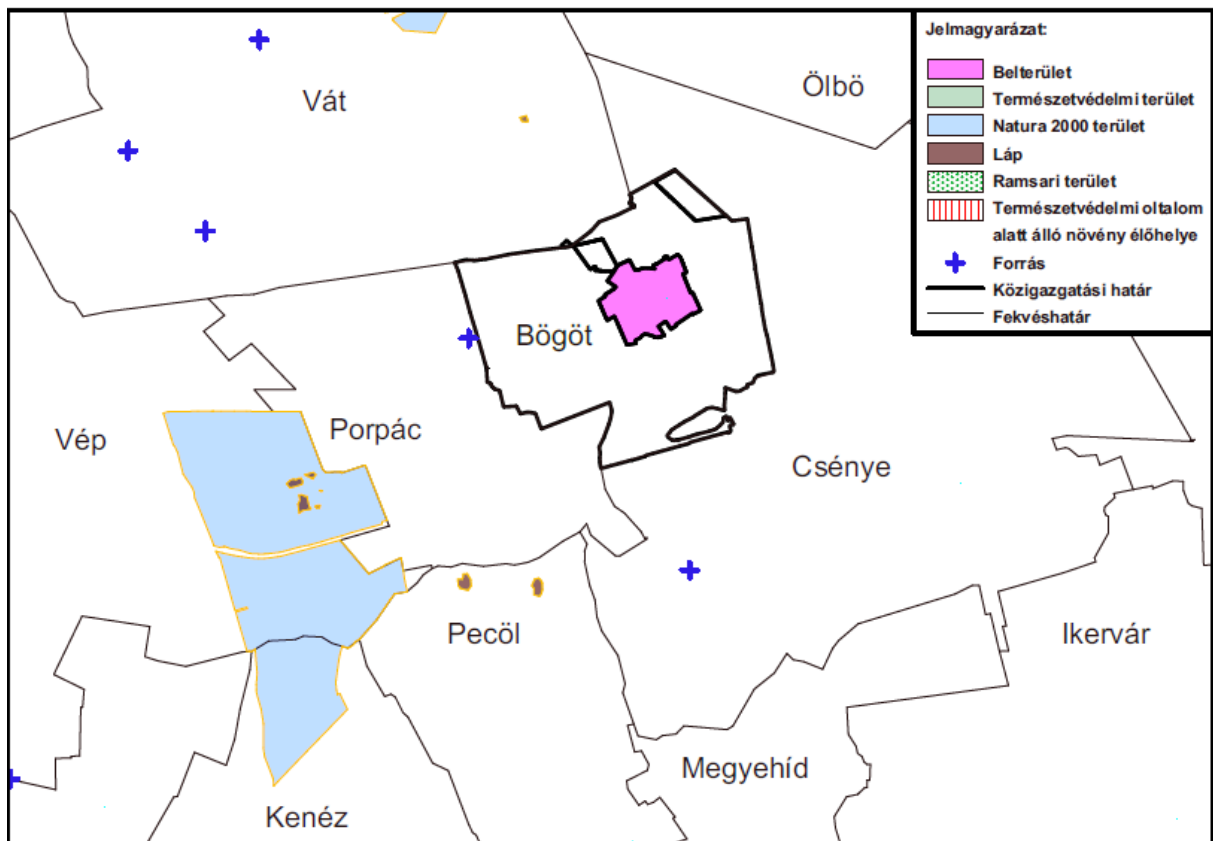 Jelmagyarázat:
Belterület
Természetvédelmi terület
Natura 2000 terület
Láp
Ramsari terület
Természetvédelmi oltalom
alatt álló növény élőhelye
Forrás
Közigazgatási határ
Fekvéshatár
Vát
Ölbö
Bögöt
Porpác
Vép
Csénye
Pecöl
Ikervár
Megyehíd
Kenéz